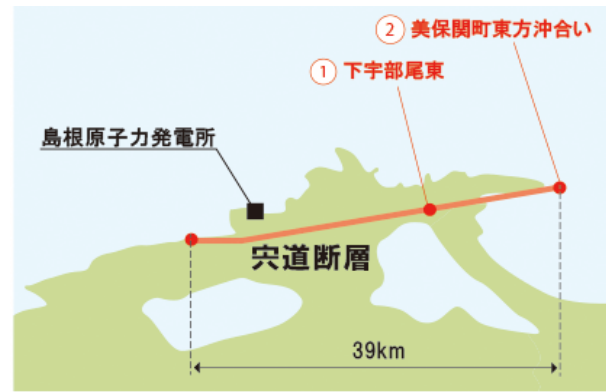 ② 美保関町東方沖合い
① 下宇部尾東
島根原子力発電所
宍道断層
39km